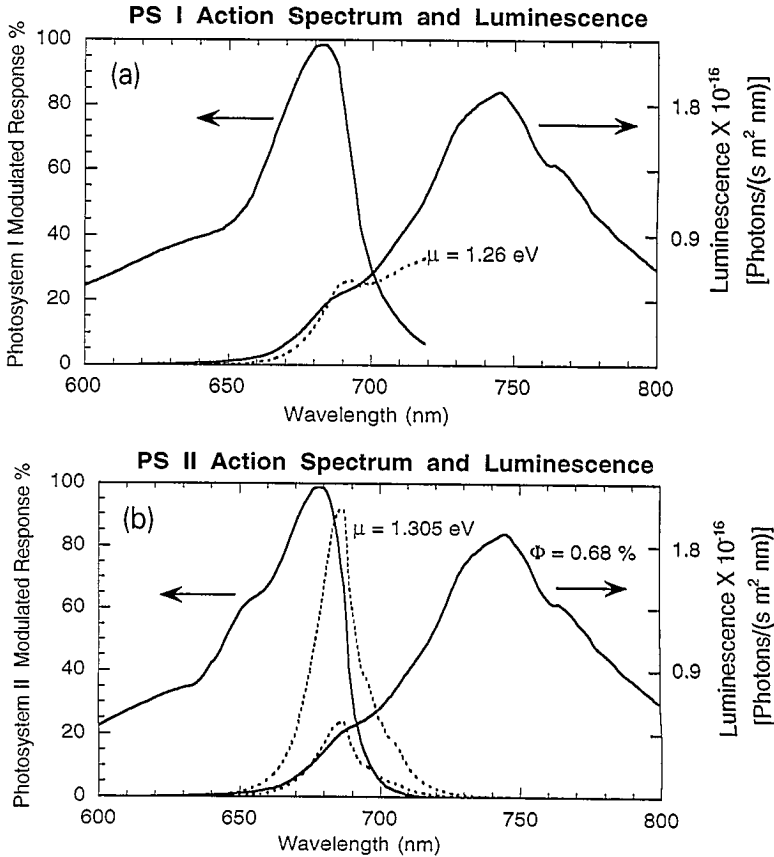 PS I Action Spectrum and Luminescence
(a)
Photosystem I Modulated Response %
100
80
60
40
20
0
μ = 1.26 eV
1.8
0.9
Luminescence X 10-16
[Photons/(s m2 nm)]
600
650
700
750
800
Wavelength (nm)
PS II Action Spectrum and Luminescence
(b)
Photosystem II Modulated Response %
100
80
60
40
20
0
μ = 1.305 eV
Φ = 0.68 %
1.8
0.9
Luminescence X 10-16
[Photons/(s m2 nm)]
600
650
700
750
800
Wavelength (nm)